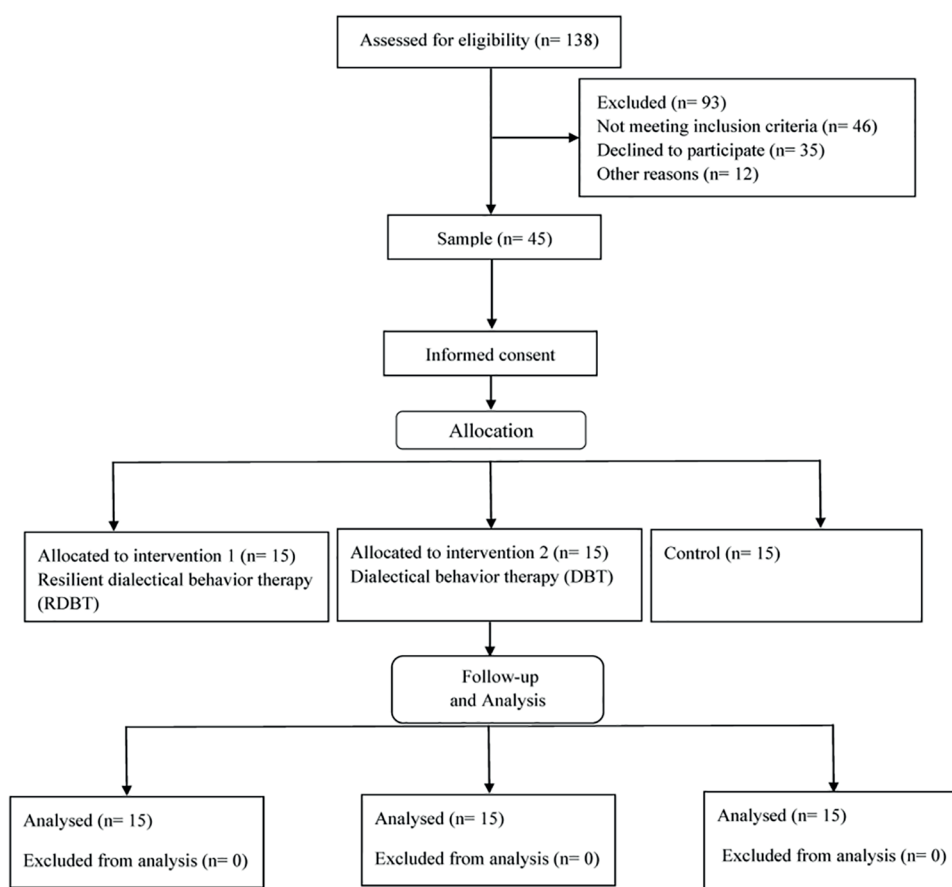 Assessed for eligibility (n= 138)
Excluded (n= 93)
Not meeting inclusion criteria (n= 46)
Declined to participate (n= 35)
Other reasons (n= 12)
Sample (n= 45)
Informed consent
Allocation
Allocated to intervention 1 (n= 15)
Resilient dialectical behavior therapy
(RDBT)
Allocated to intervention 2 (n= 15)
Dialectical behavior therapy (DBT)
Control (n= 15)
Follow-up
and Analysis
Analysed (n= 15)
Excluded from analysis (n= 0)
Analysed (n= 15)
Excluded from analysis (n= 0)
Analysed (n= 15)
Excluded from analysis (n= 0)